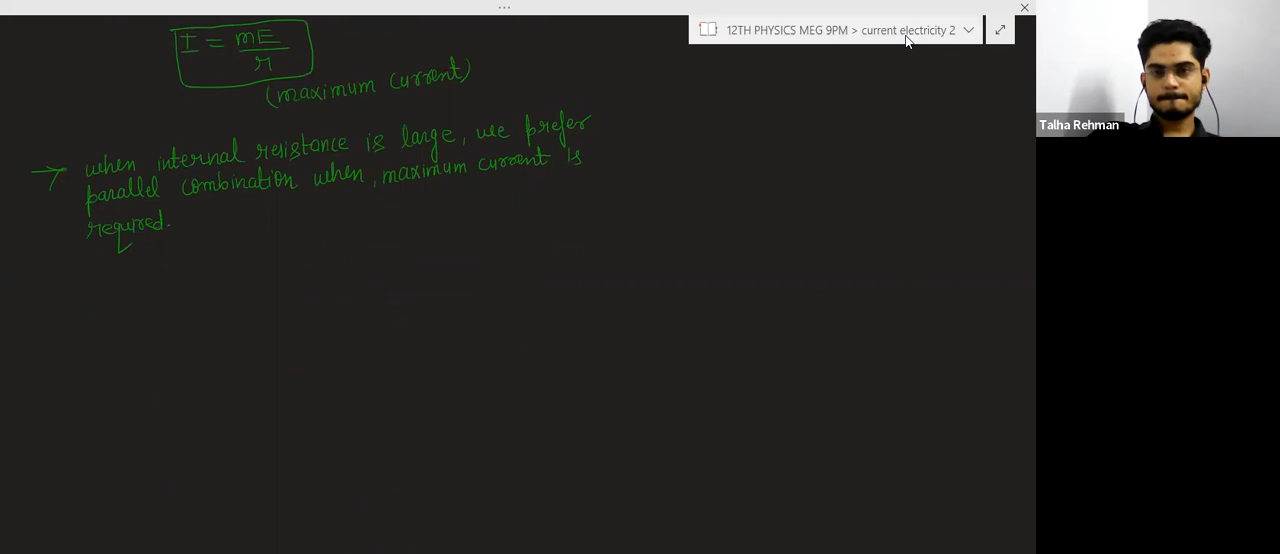 I = mE/r
(maximum current)
12TH PHYSICS MEG 9PM > current electricity 2
Talha Rehman
→ when internal resistance is large, we prefer
parallel combination when, maximum current is
required.